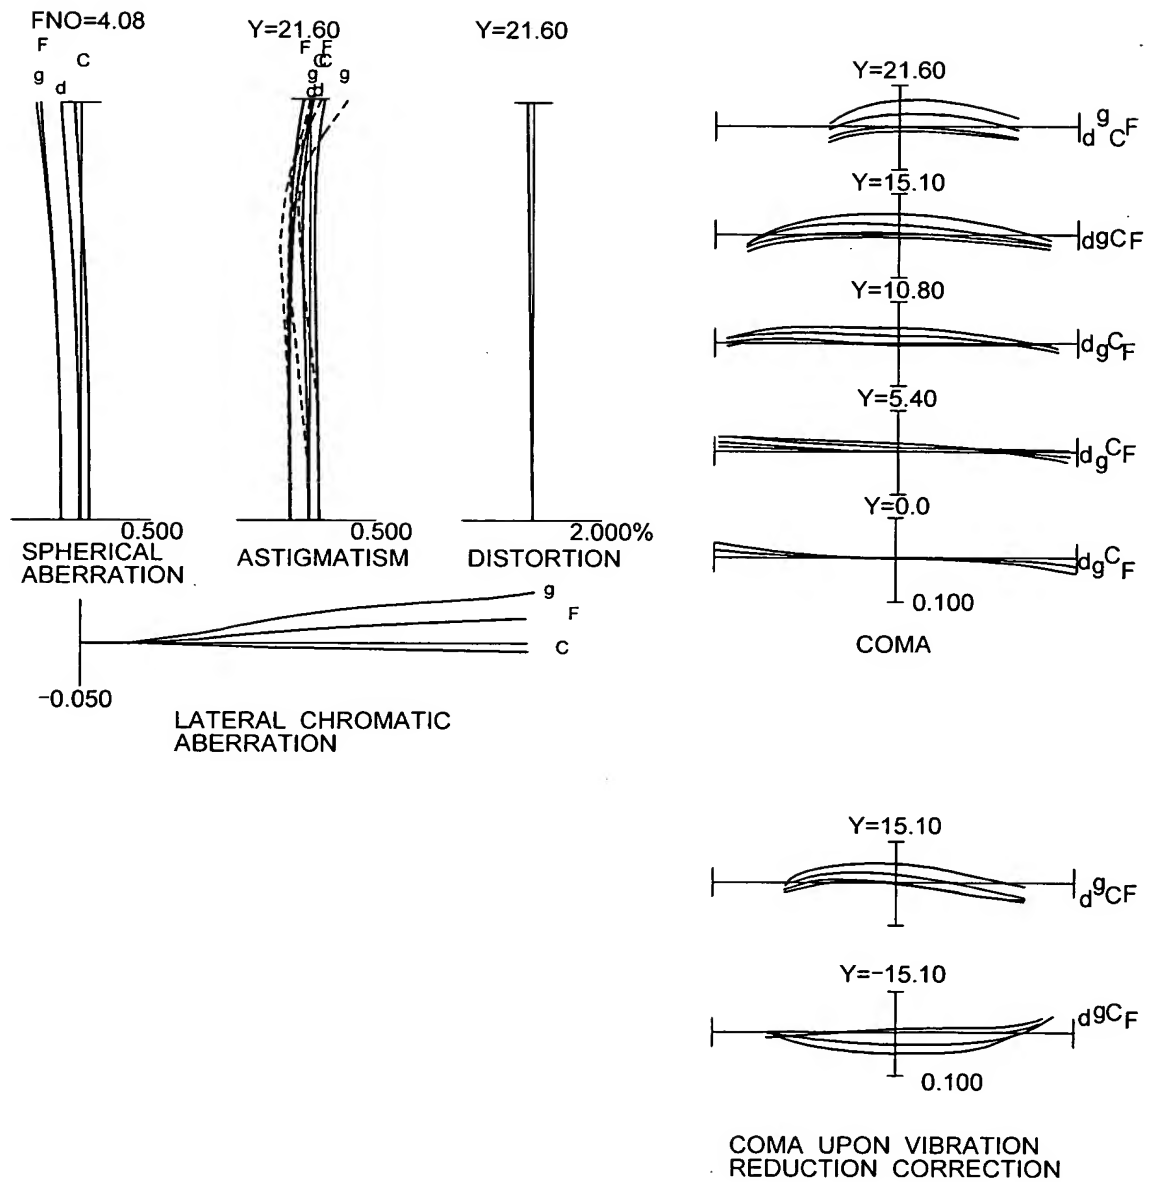 FNO=4.08
F
g
d
C
Y=21.60
F F
C C
g g
d d
Y=21.60
0.500
SPHERICAL
ABERRATION
0.500
ASTIGMATISM
2.000%
DISTORTION
g
F
C
-0.050
LATERAL CHROMATIC
ABERRATION
Y=21.60
d g C F
Y=15.10
d g C F
Y=10.80
d g C F
Y=5.40
d g C F
Y=0.0
d g C F
0.100
COMA
Y=15.10
d g C F
Y=-15.10
d g C F
0.100
COMA UPON VIBRATION
REDUCTION CORRECTION